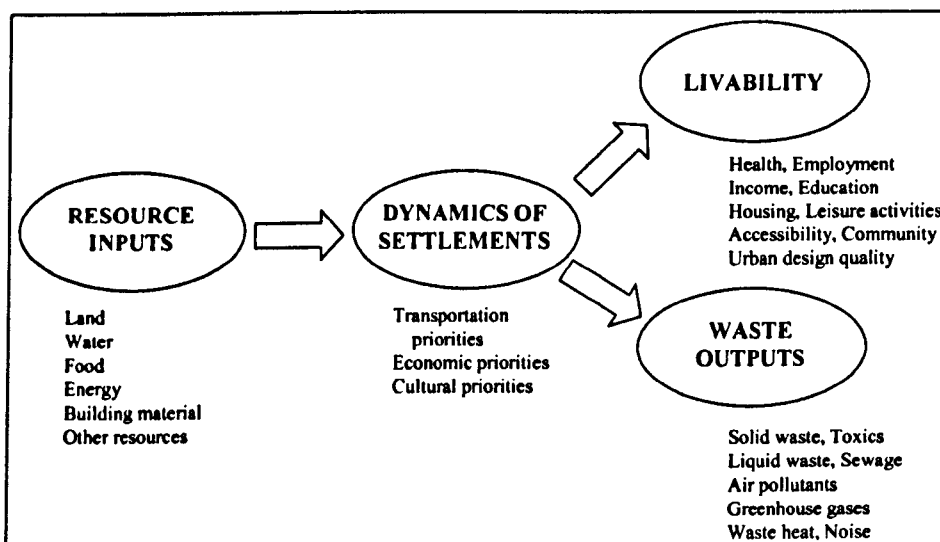 RESOURCE
INPUTS
Land
Water
Food
Energy
Building material
Other resources
DYNAMICS OF
SETTLEMENTS
Transportation
priorities
Economic priorities
Cultural priorities
LIVABILITY
Health, Employment
Income, Education
Housing, Leisure activities
Accessibility, Community
Urban design quality
WASTE
OUTPUTS
Solid waste, Toxics
Liquid waste, Sewage
Air pollutants
Greenhouse gases
Waste heat, Noise